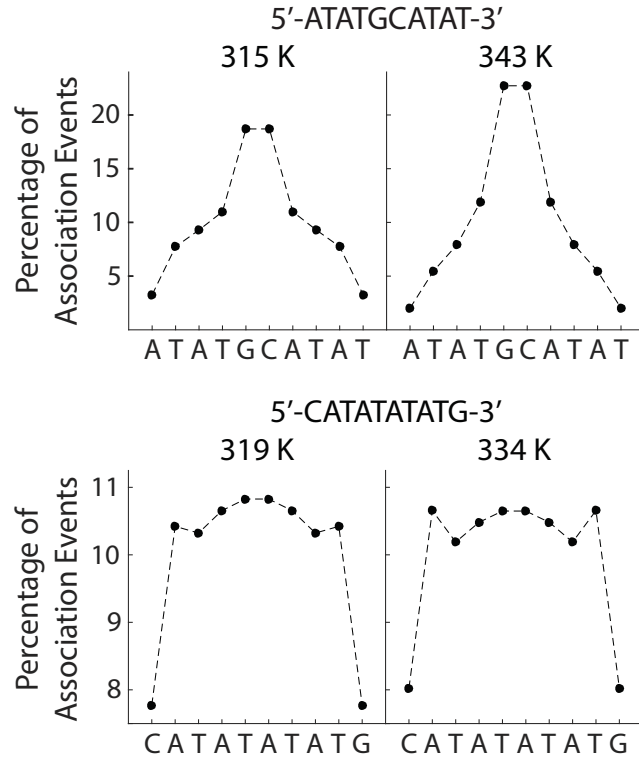 5′-ATATGCATAT-3′
315 K
343 K
Percentage of
Association Events
20
15
10
5
A T A T G C A T A T
A T A T G C A T A T
5′-CATATATATG-3′
319 K
334 K
Percentage of
Association Events
11
10
9
8
C A T A T A T A T G
C A T A T A T A T G